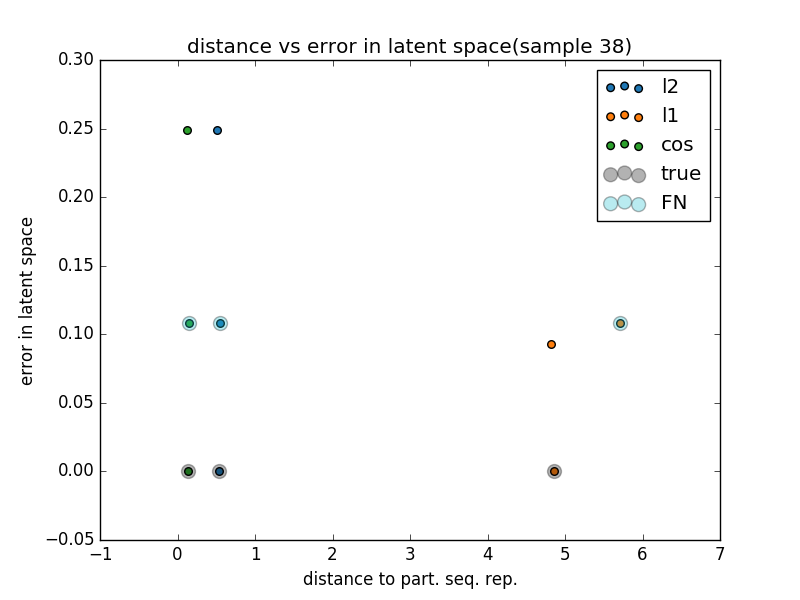 distance vs error in latent space(sample 38)
0.30
0.25
0.20
0.15
0.10
0.05
0.00
−0.05
error in latent space
l2
l1
cos
true
FN
−1 0 1 2 3 4 5 6 7
distance to part. seq. rep.